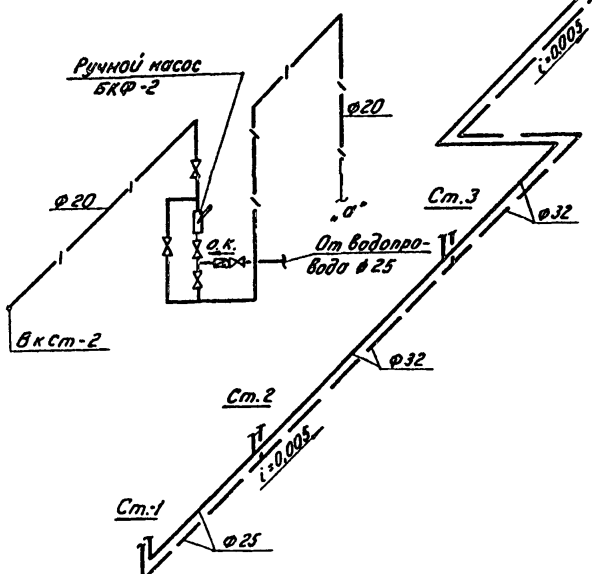 Ручной насос
БКФ-2
i=0.005
ф20
ф20
„а"
Ст. 3
ф32
о.к.
От водопро-
вода ф 25
В к Ст-2
ф32
Ст. 2
i=0,005
Ст.-1
ф25